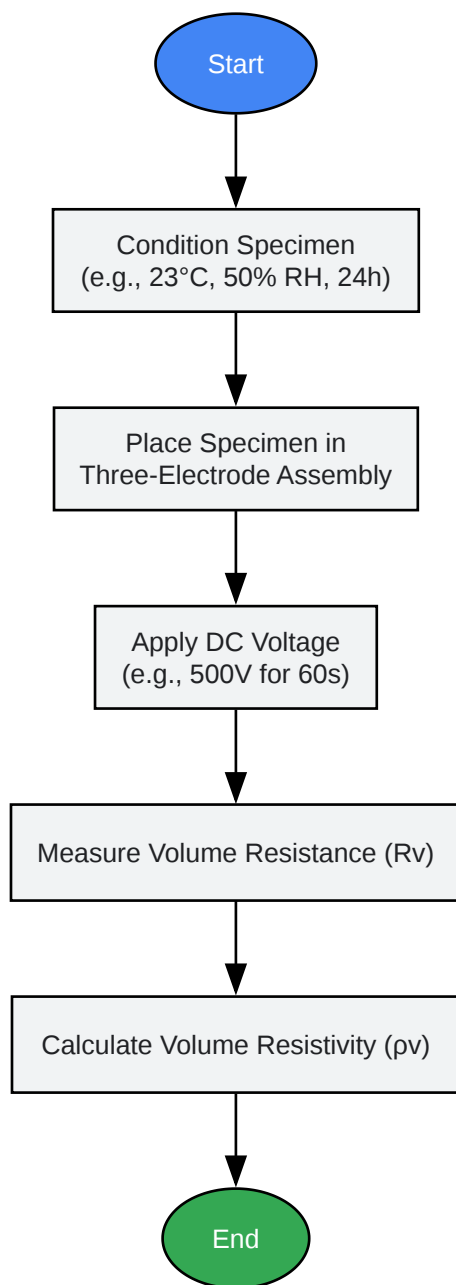 Start
Condition Specimen
(e.g., 23°C, 50% RH, 24h)
Place Specimen in
Three-Electrode Assembly
Apply DC Voltage
(e.g., 500V for 60s)
Measure Volume Resistance (Rv)
Calculate Volume Resistivity (ρv)
End